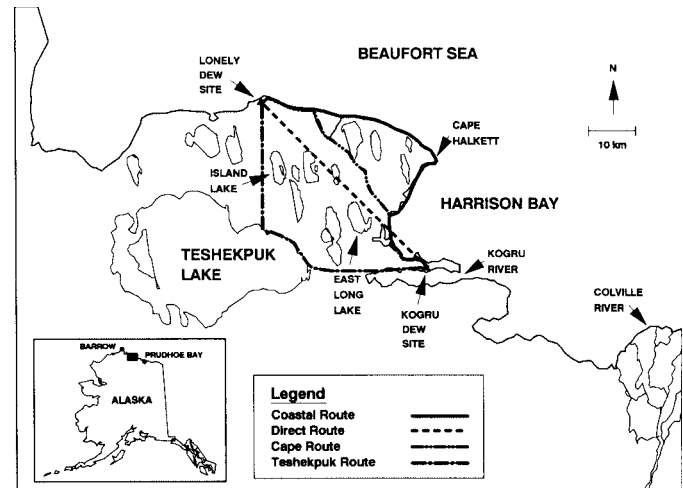 BEAUFORT SEA
LONELY
DEW
SITE
N
10 km
CAPE
HALKETT
ISLAND
LAKE
HARRISON BAY
TESHEKPUK
LAKE
KOGRU
RIVER
EAST
LONG
LAKE
KOGRU
DEW
SITE
COLVILLE
RIVER
BARROW
PRUDHOE BAY
ALASKA
Legend
Coastal Route
Direct Route
Cape Route
Teshekpuk Route